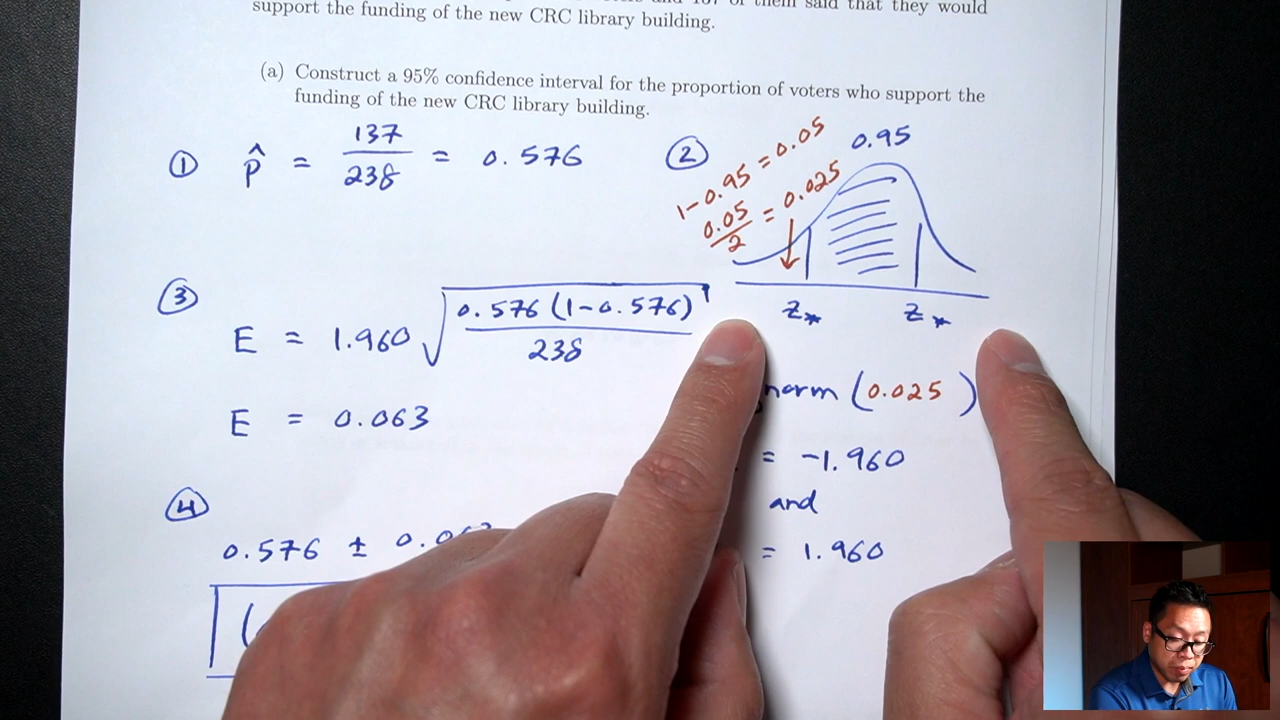 support the funding of the new CRC library building.
(a) Construct a 95% confidence interval for the proportion of voters who support the
funding of the new CRC library building.
① p̂ = 137/238 = 0.576
② 1-0.95 = 0.05
0.05/2 = 0.025
0.95
z* z*
③ E = 1.960 √(0.576(1-0.576)/238)
norm (0.025 )
E = 0.063
= -1.960
and
④ 0.576 ±
= 1.960